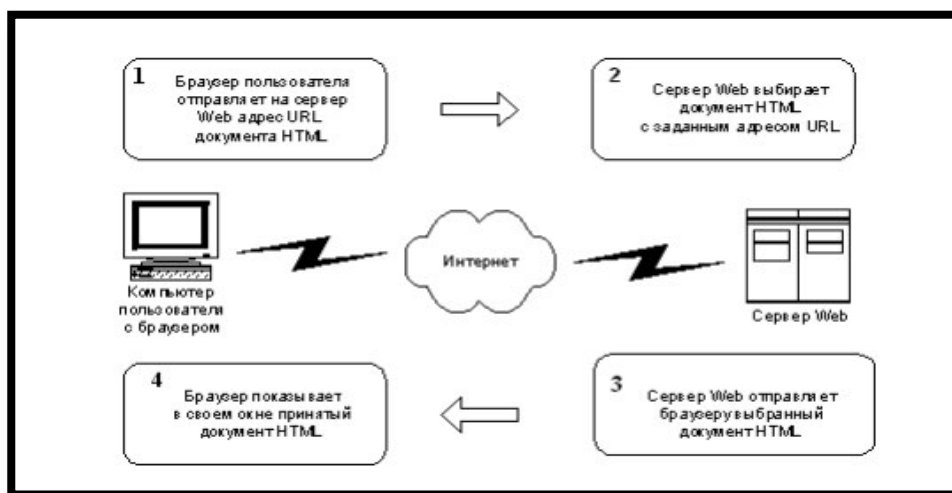 1
Браузер пользователя
отправляет на сервер
Web адрес URL
документа HTML
2
Сервер Web выбирает
документ HTML
с заданным адресом URL
Компьютер
пользователя
с браузером
Интернет
Сервер Web
4
Браузер показывает
в своем окне принятый
документ HTML
3
Сервер Web отправляет
браузеру выбранный
документ HTML